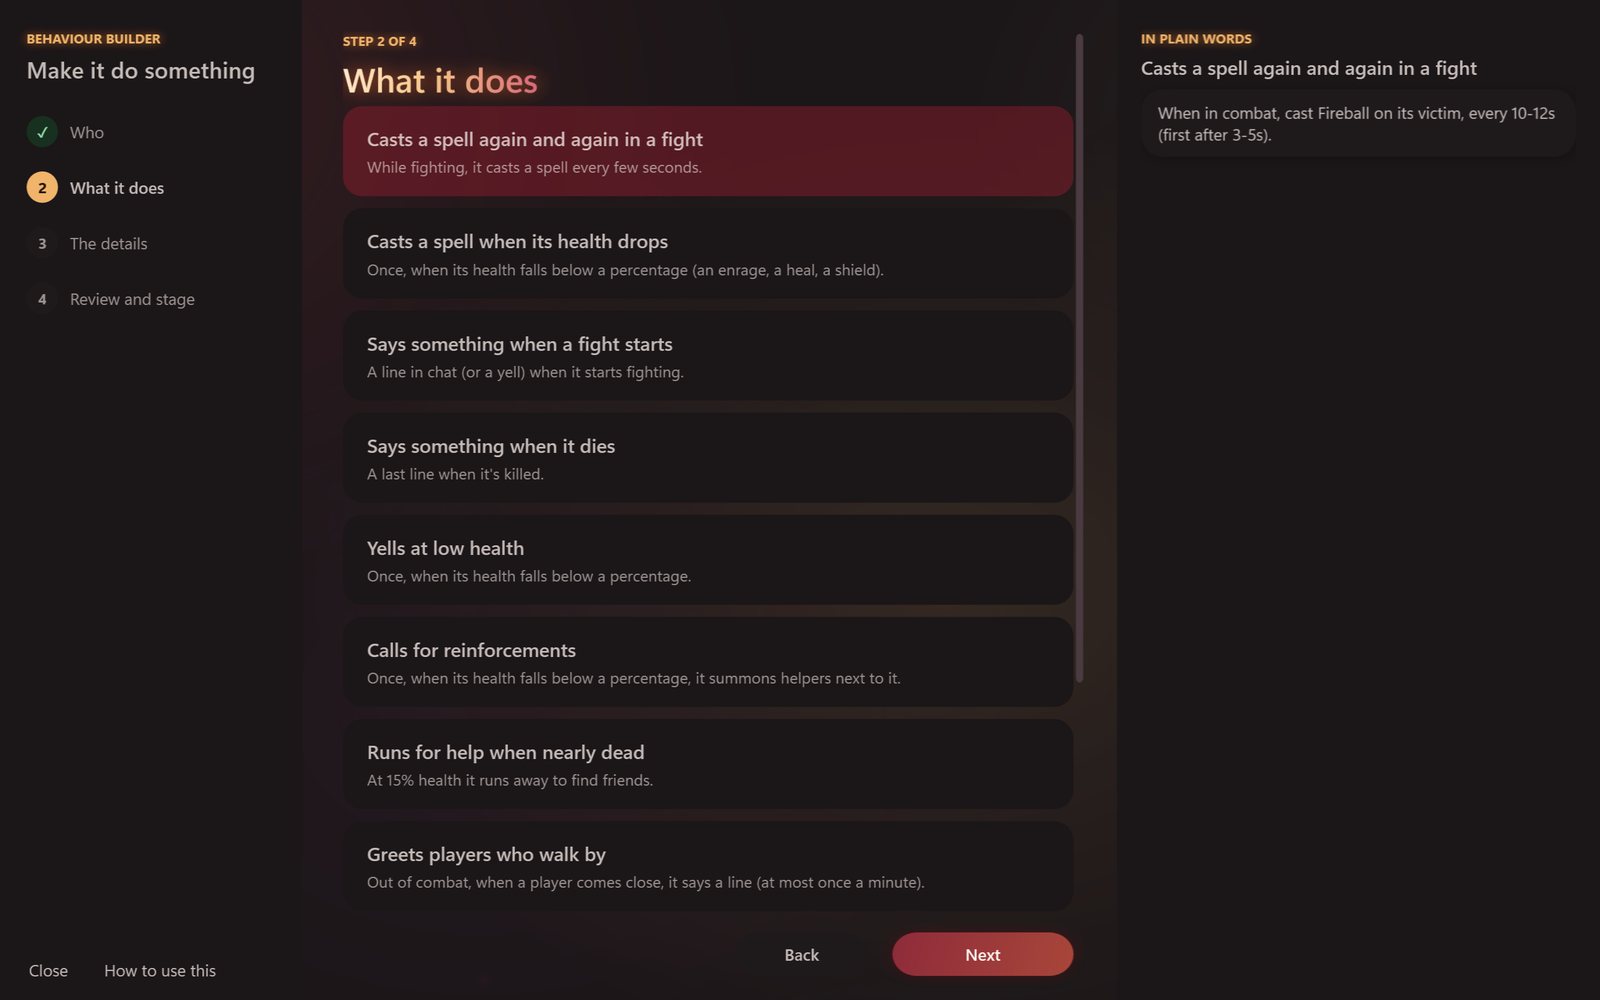 BEHAVIOUR BUILDER
Make it do something
✓ Who
2 What it does
3 The details
4 Review and stage
Close
How to use this
STEP 2 OF 4
What it does
Casts a spell again and again in a fight
While fighting, it casts a spell every few seconds.
Casts a spell when its health drops
Once, when its health falls below a percentage (an enrage, a heal, a shield).
Says something when a fight starts
A line in chat (or a yell) when it starts fighting.
Says something when it dies
A last line when it's killed.
Yells at low health
Once, when its health falls below a percentage.
Calls for reinforcements
Once, when its health falls below a percentage, it summons helpers next to it.
Runs for help when nearly dead
At 15% health it runs away to find friends.
Greets players who walk by
Out of combat, when a player comes close, it says a line (at most once a minute).
Back
Next
IN PLAIN WORDS
Casts a spell again and again in a fight
When in combat, cast Fireball on its victim, every 10-12s
(first after 3-5s).